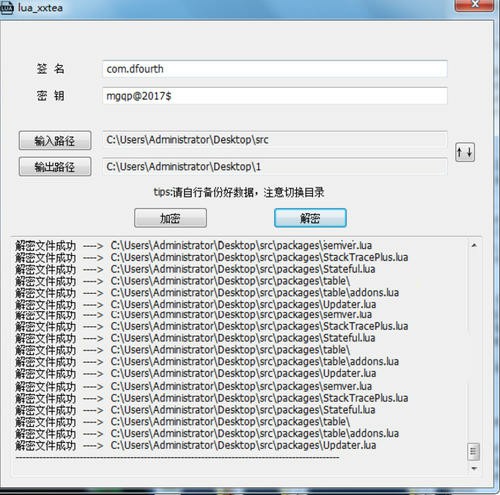 lua_xxtea
签 名 com.dfourth
密 钥 mgqp@2017$
输入路径 C:\Users\Administrator\Desktop\src
输出路径 C:\Users\Administrator\Desktop\1
↑↓
tips:请自行备份好数据，注意切换目录
加密 解密
解密文件成功 ----> C:\Users\Administrator\Desktop\src\packages\semver.lua
解密文件成功 ----> C:\Users\Administrator\Desktop\src\packages\StackTracePlus.lua
解密文件成功 ----> C:\Users\Administrator\Desktop\src\packages\Stateful.lua
解密文件成功 ----> C:\Users\Administrator\Desktop\src\packages\table\
解密文件成功 ----> C:\Users\Administrator\Desktop\src\packages\table\addons.lua
解密文件成功 ----> C:\Users\Administrator\Desktop\src\packages\Updater.lua
解密文件成功 ----> C:\Users\Administrator\Desktop\src\packages\semver.lua
解密文件成功 ----> C:\Users\Administrator\Desktop\src\packages\StackTracePlus.lua
解密文件成功 ----> C:\Users\Administrator\Desktop\src\packages\Stateful.lua
解密文件成功 ----> C:\Users\Administrator\Desktop\src\packages\table\
解密文件成功 ----> C:\Users\Administrator\Desktop\src\packages\table\addons.lua
解密文件成功 ----> C:\Users\Administrator\Desktop\src\packages\Updater.lua
解密文件成功 ----> C:\Users\Administrator\Desktop\src\packages\semver.lua
解密文件成功 ----> C:\Users\Administrator\Desktop\src\packages\StackTracePlus.lua
解密文件成功 ----> C:\Users\Administrator\Desktop\src\packages\Stateful.lua
解密文件成功 ----> C:\Users\Administrator\Desktop\src\packages\table\
解密文件成功 ----> C:\Users\Administrator\Desktop\src\packages\table\addons.lua
解密文件成功 ----> C:\Users\Administrator\Desktop\src\packages\Updater.lua
------------------------------------------------------------------------